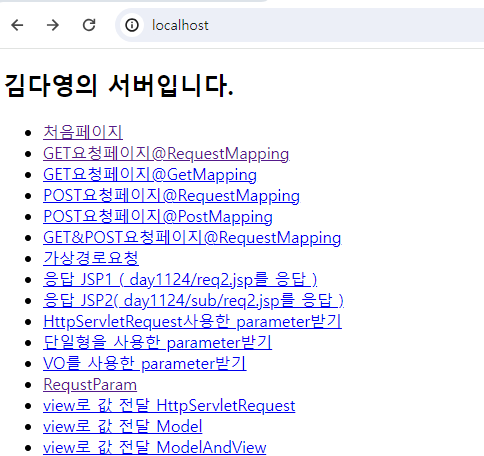 localhost
김다영의 서버입니다.
처음페이지
GET요청페이지@RequestMapping
GET요청페이지@GetMapping
POST요청페이지@RequestMapping
POST요청페이지@PostMapping
GET&POST요청페이지@RequestMapping
가상경로요청
응답 JSP1 ( day1124/req2.jsp를 응답 )
응답 JSP2( day1124/sub/req2.jsp를 응답 )
HttpServletRequest사용한 parameter받기
단일형을 사용한 parameter받기
VO를 사용한 parameter받기
RequstParam
view로 값 전달 HttpServletRequest
view로 값 전달 Model
view로 값 전달 ModelAndView